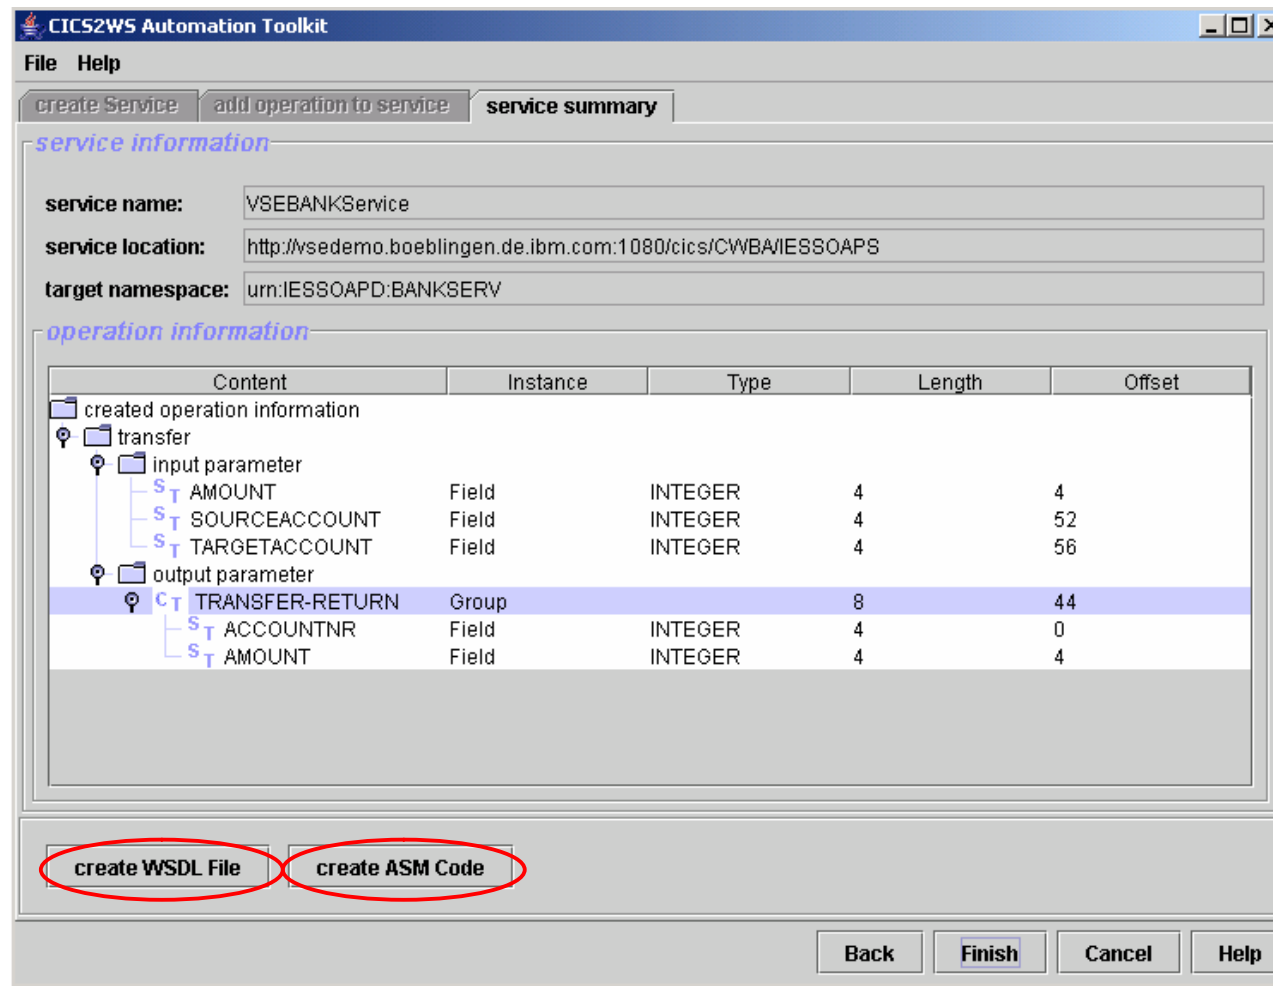 CICS2WS Automation Toolkit
File Help
create Service add operation to service service summary
service information
service name: VSEBANKService
service location: http://vsedemo.boeblingen.de.ibm.com:1080/cics/CWBA/IESSOAPS
target namespace: urn:IESSOAPD:BANKSERV
operation information
Content Instance Type Length Offset
created operation information
transfer
input parameter
S T AMOUNT Field INTEGER 4 4
S T SOURCEACCOUNT Field INTEGER 4 52
S T TARGETACCOUNT Field INTEGER 4 56
output parameter
C T TRANSFER-RETURN Group 8 44
S T ACCOUNTNR Field INTEGER 4 0
S T AMOUNT Field INTEGER 4 4
create WSDL File create ASM Code
Back Finish Cancel Help